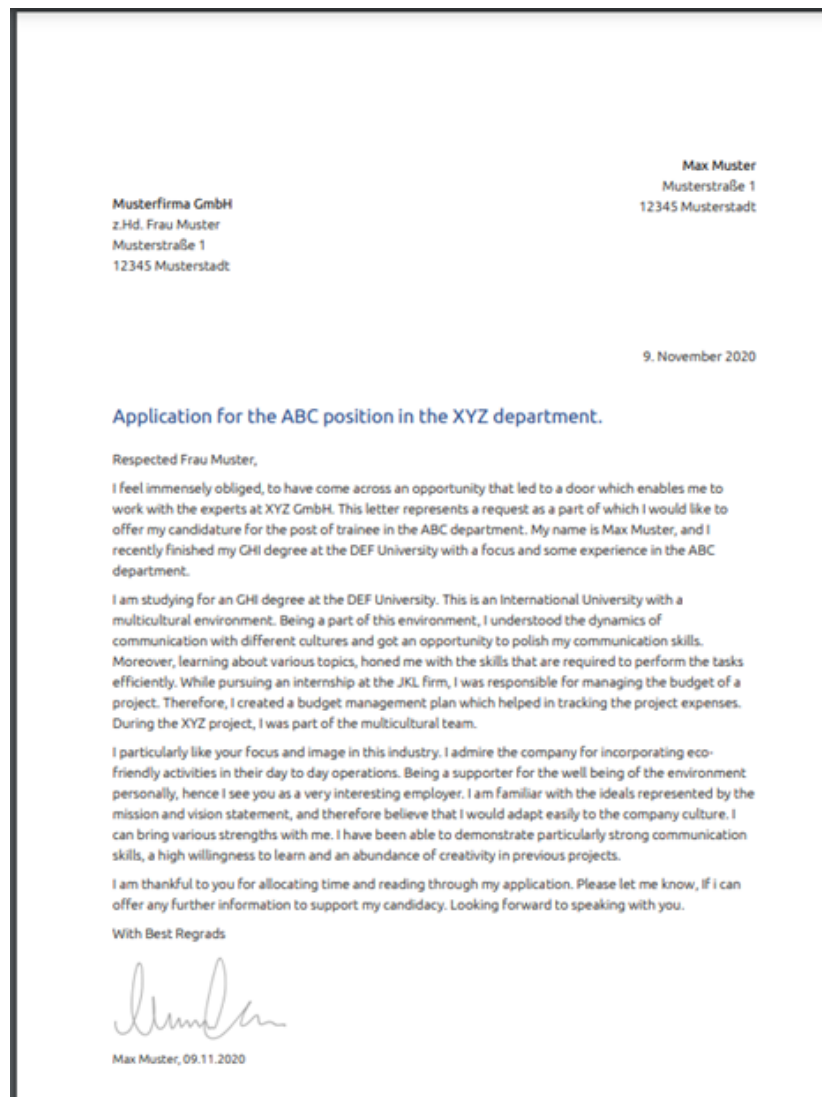 Max Muster
Musterstraße 1
12345 Musterstadt
Musterfirma GmbH
z.Hd. Frau Muster
Musterstraße 1
12345 Musterstadt
9. November 2020
Application for the ABC position in the XYZ department.
Respected Frau Muster,
I feel immensely obliged, to have come across an opportunity that led to a door which enables me to
work with the experts at XYZ GmbH. This letter represents a request as a part of which I would like to
offer my candidature for the post of trainee in the ABC department. My name is Max Muster, and I
recently finished my GHI degree at the DEF University with a focus and some experience in the ABC
department.
I am studying for an GHI degree at the DEF University. This is an International University with a
multicultural environment. Being a part of this environment, I understood the dynamics of
communication with different cultures and got an opportunity to polish my communication skills.
Moreover, learning about various topics, honed me with the skills that are required to perform the tasks
efficiently. While pursuing an internship at the JKL firm, I was responsible for managing the budget of a
project. Therefore, I created a budget management plan which helped in tracking the project expenses.
During the XYZ project, I was part of the multicultural team.
I particularly like your focus and image in this industry. I admire the company for incorporating eco-
friendly activities in their day to day operations. Being a supporter for the well being of the environment
personally, hence I see you as a very interesting employer. I am familiar with the ideals represented by the
mission and vision statement, and therefore believe that I would adapt easily to the company culture. I
can bring various strengths with me. I have been able to demonstrate particularly strong communication
skills, a high willingness to learn and an abundance of creativity in previous projects.
I am thankful to you for allocating time and reading through my application. Please let me know, If i can
offer any further information to support my candidacy. Looking forward to speaking with you.
With Best Regrads
Max Muster, 09.11.2020